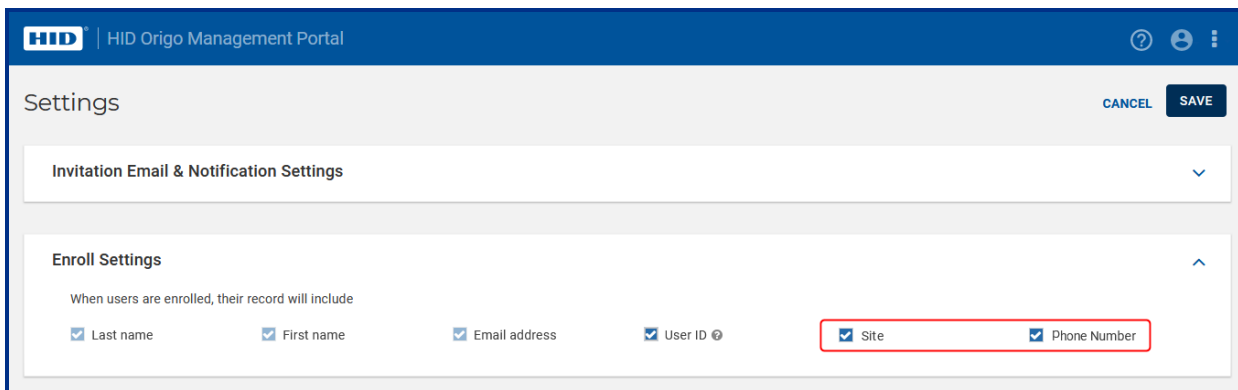 HID | HID Origo Management Portal
Settings
CANCEL
SAVE
Invitation Email & Notification Settings
Enroll Settings
When users are enrolled, their record will include
Last name First name Email address User ID Site Phone Number